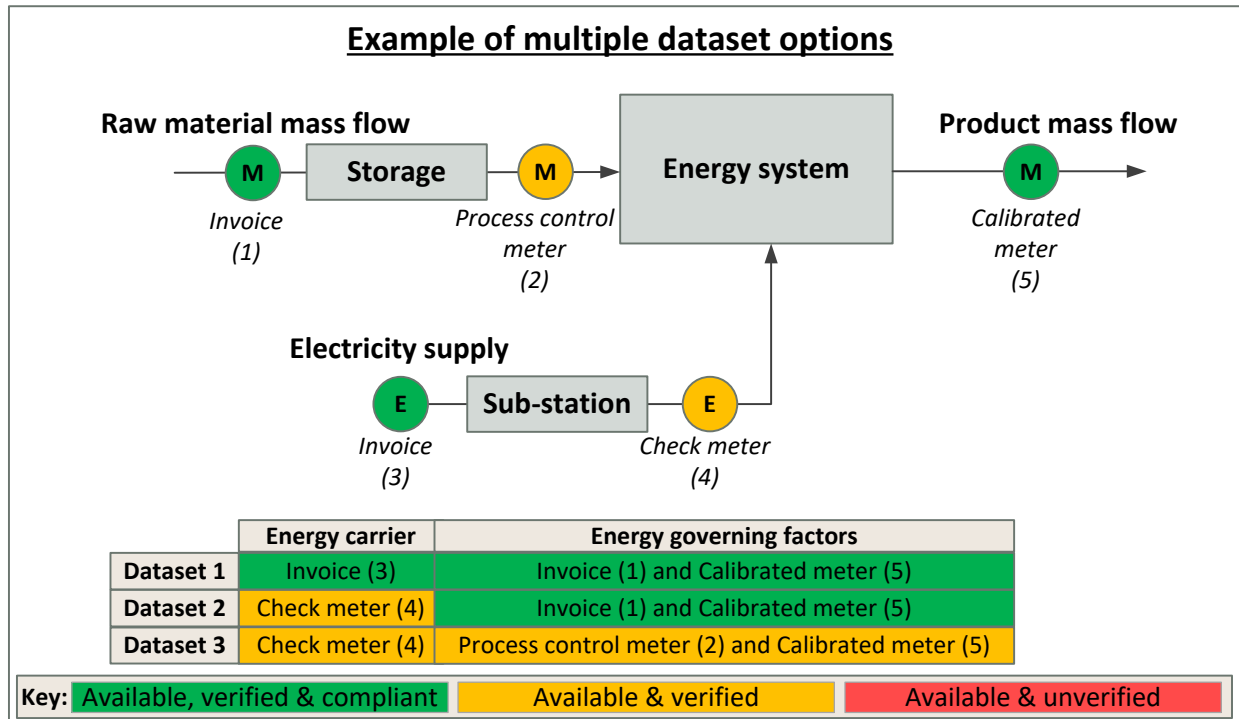 Example of multiple dataset options
Raw material mass flow
Product mass flow
M
Storage
M
Energy system
M
Invoice
(1)
Process control
meter
(2)
Calibrated
meter
(5)
Electricity supply
E
Sub-station
E
Invoice
(3)
Check meter
(4)
Energy carrier Energy governing factors
Dataset 1 Invoice (3) Invoice (1) and Calibrated meter (5)
Dataset 2 Check meter (4) Invoice (1) and Calibrated meter (5)
Dataset 3 Check meter (4) Process control meter (2) and Calibrated meter (5)
Key: Available, verified & compliant Available & verified Available & unverified